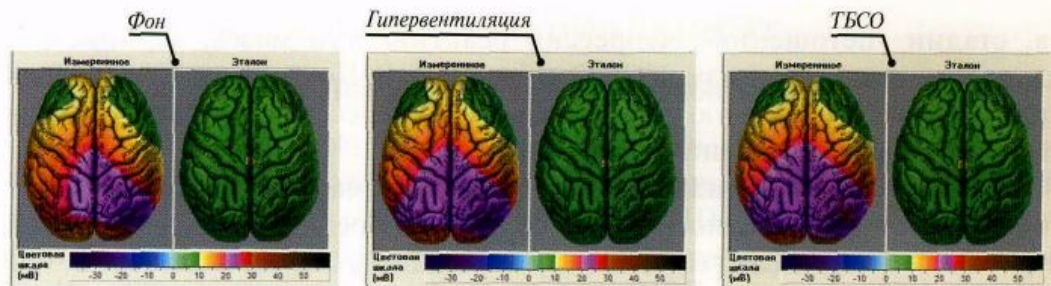 Фон
Гипервентиляция
ТБСО
Измеренное Эталон
Измеренное Эталон
Измеренное Эталон
Цветовая шкала (мВ) -30 -20 -10 0 10 20 30 40 50
Цветовая шкала (мВ) -30 -20 -10 0 10 20 30 40 50
Цветовая шкала (мВ) -30 -20 -10 0 10 20 30 40 50